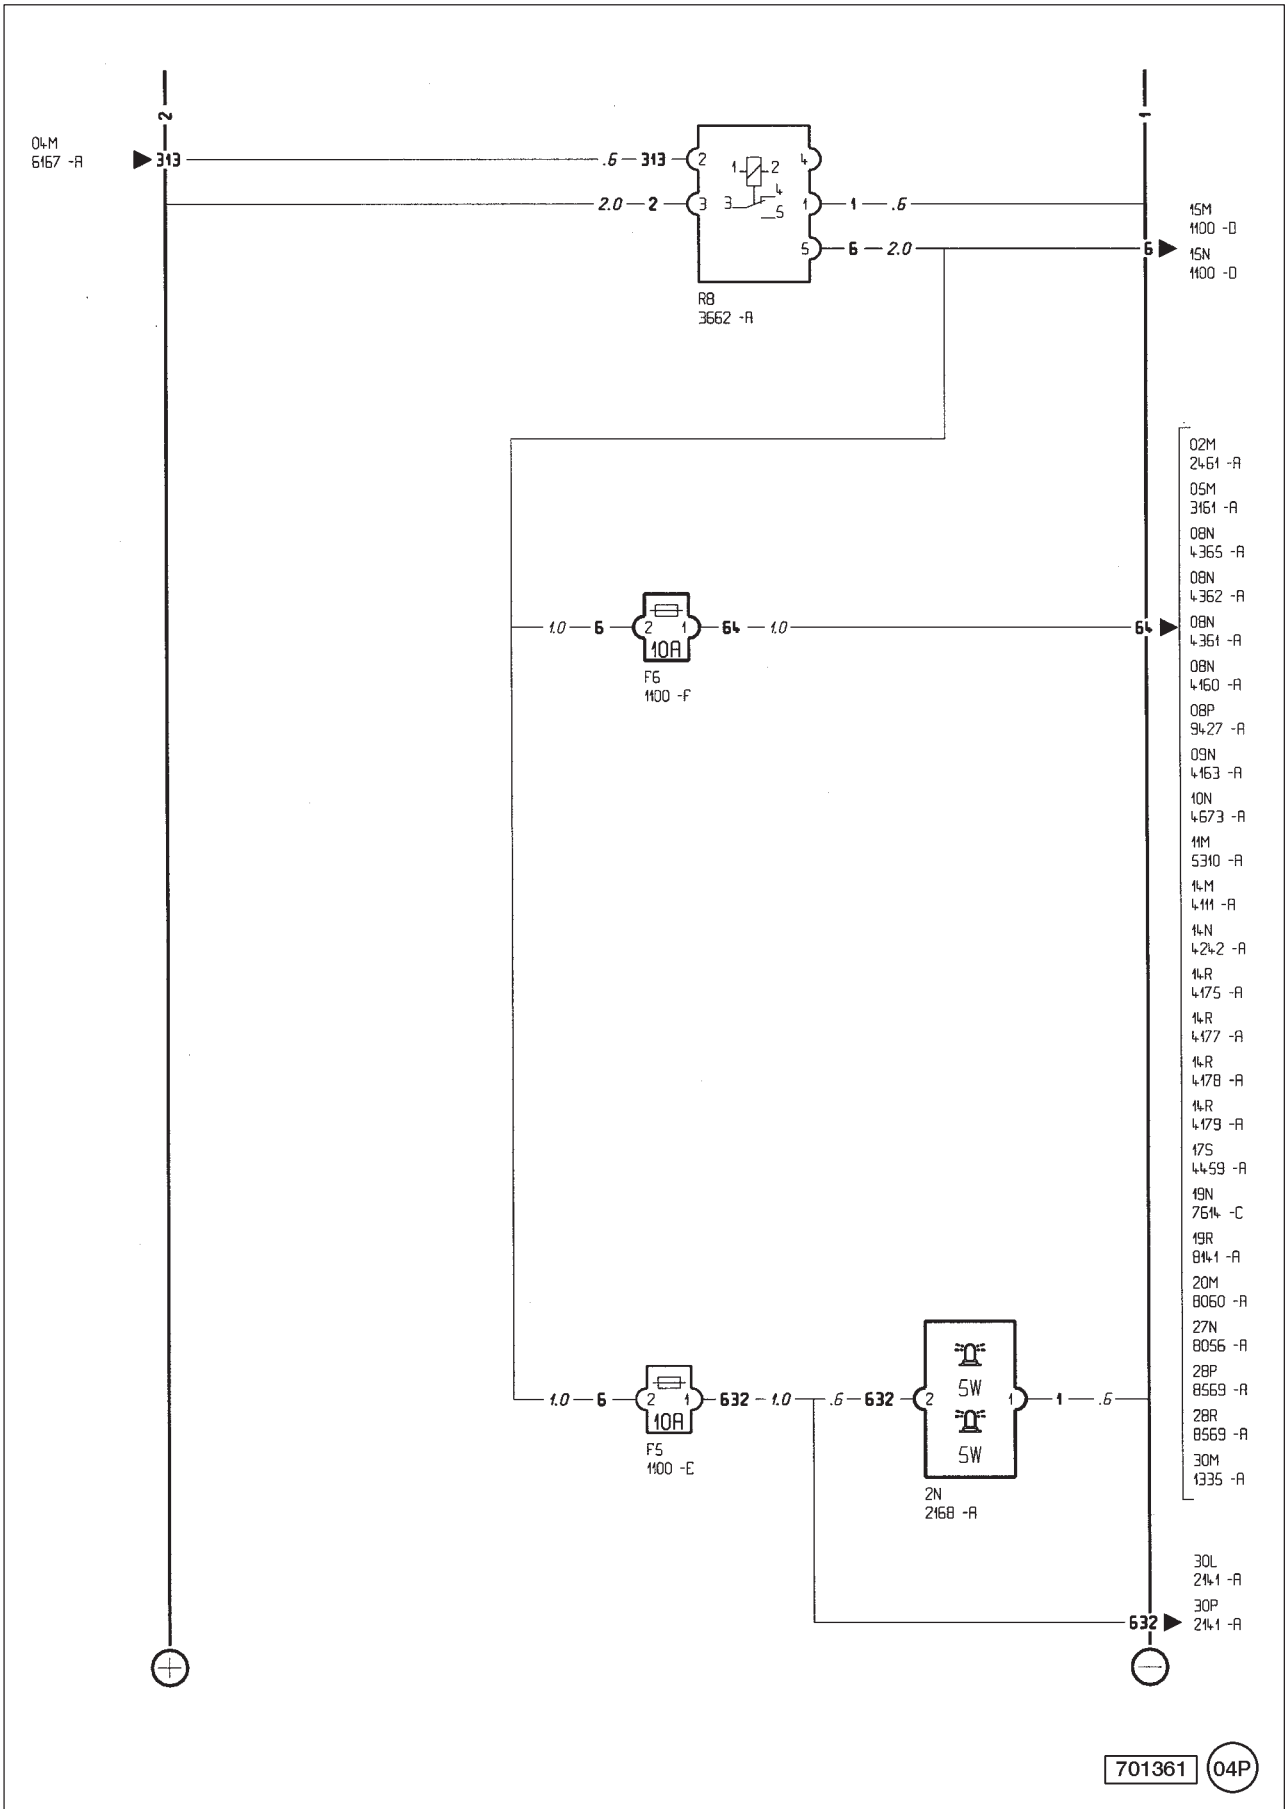 2
1
04M
6167 -A
313
.6 313 2
1 2
4
2.0 2 3
3 4
5
1 1 .6
5 6 2.0 6
15M
1100 -D
15N
1100 -D
R8
3662 -A
02M
2461 -A
05M
3161 -A
08N
4365 -A
08N
4362 -A
08N
4361 -A
08N
4160 -A
08P
9427 -A
09N
4163 -A
10N
4673 -A
11M
5310 -A
14M
4111 -A
14N
4242 -A
14R
4175 -A
14R
4177 -A
14R
4178 -A
14R
4179 -A
17S
4459 -A
19N
7614 -C
19R
8141 -A
20M
8060 -A
27N
8056 -A
28P
8569 -A
28R
8569 -A
30M
1335 -A
1.0 6 2 1 64 1.0 64
10A
F6
1100 -F
5W
1.0 6 2 1 632 1.0 .6 632 2 1 1 .6
10A
5W
F5
1100 -E
2N
2168 -A
30L
2141 -A
30P
2141 -A
632
+
−
701361 04P